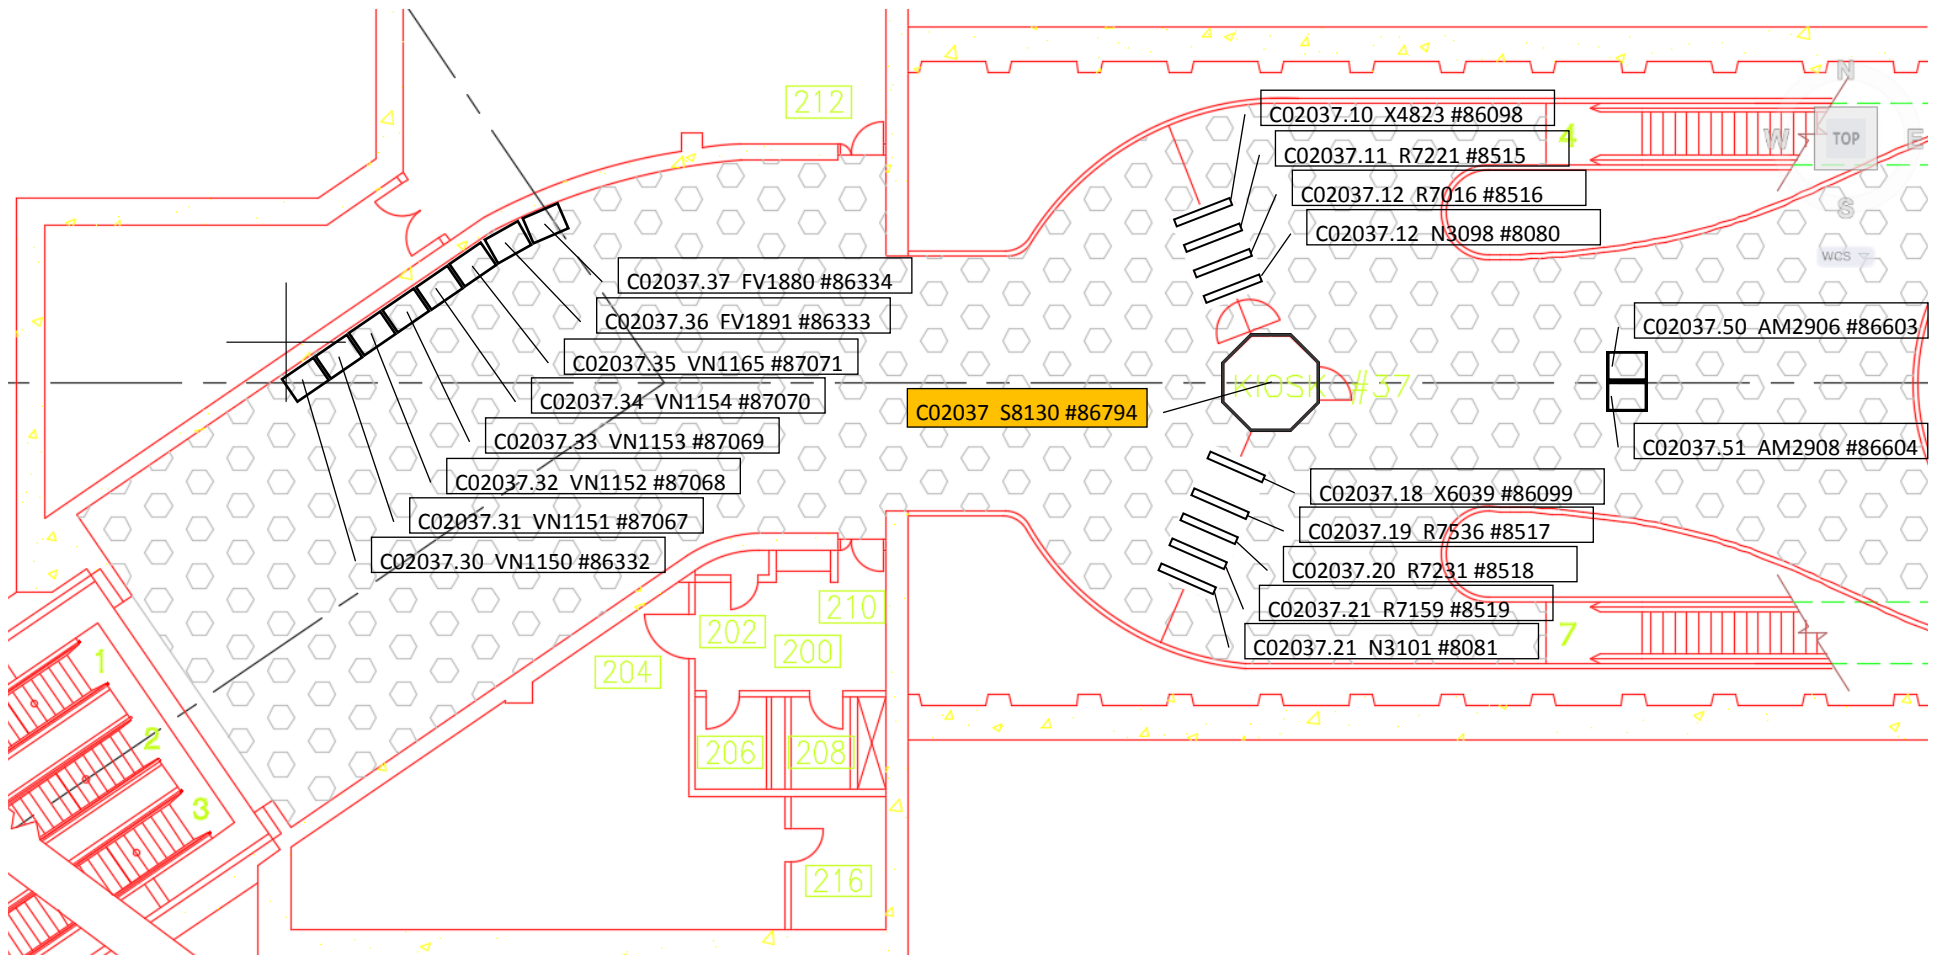 212
C02037.10 X4823 #86098
C02037.11 R7221 #8515
4
C02037.12 R7016 #8516
C02037.12 N3098 #8080
N
W
TOP
E
S
WCS
C02037.37 FV1880 #86334
C02037.36 FV1891 #86333
C02037.35 VN1165 #87071
C02037.34 VN1154 #87070
C02037.33 VN1153 #87069
C02037.32 VN1152 #87068
C02037.31 VN1151 #87067
C02037.30 VN1150 #86332
C02037 S8130 #86794
KIOSK #37
C02037.50 AM2906 #86603
C02037.51 AM2908 #86604
C02037.18 X6039 #86099
C02037.19 R7536 #8517
C02037.20 R7231 #8518
C02037.21 R7159 #8519
C02037.21 N3101 #8081
7
210
202
200
204
206
208
216
1
2
3